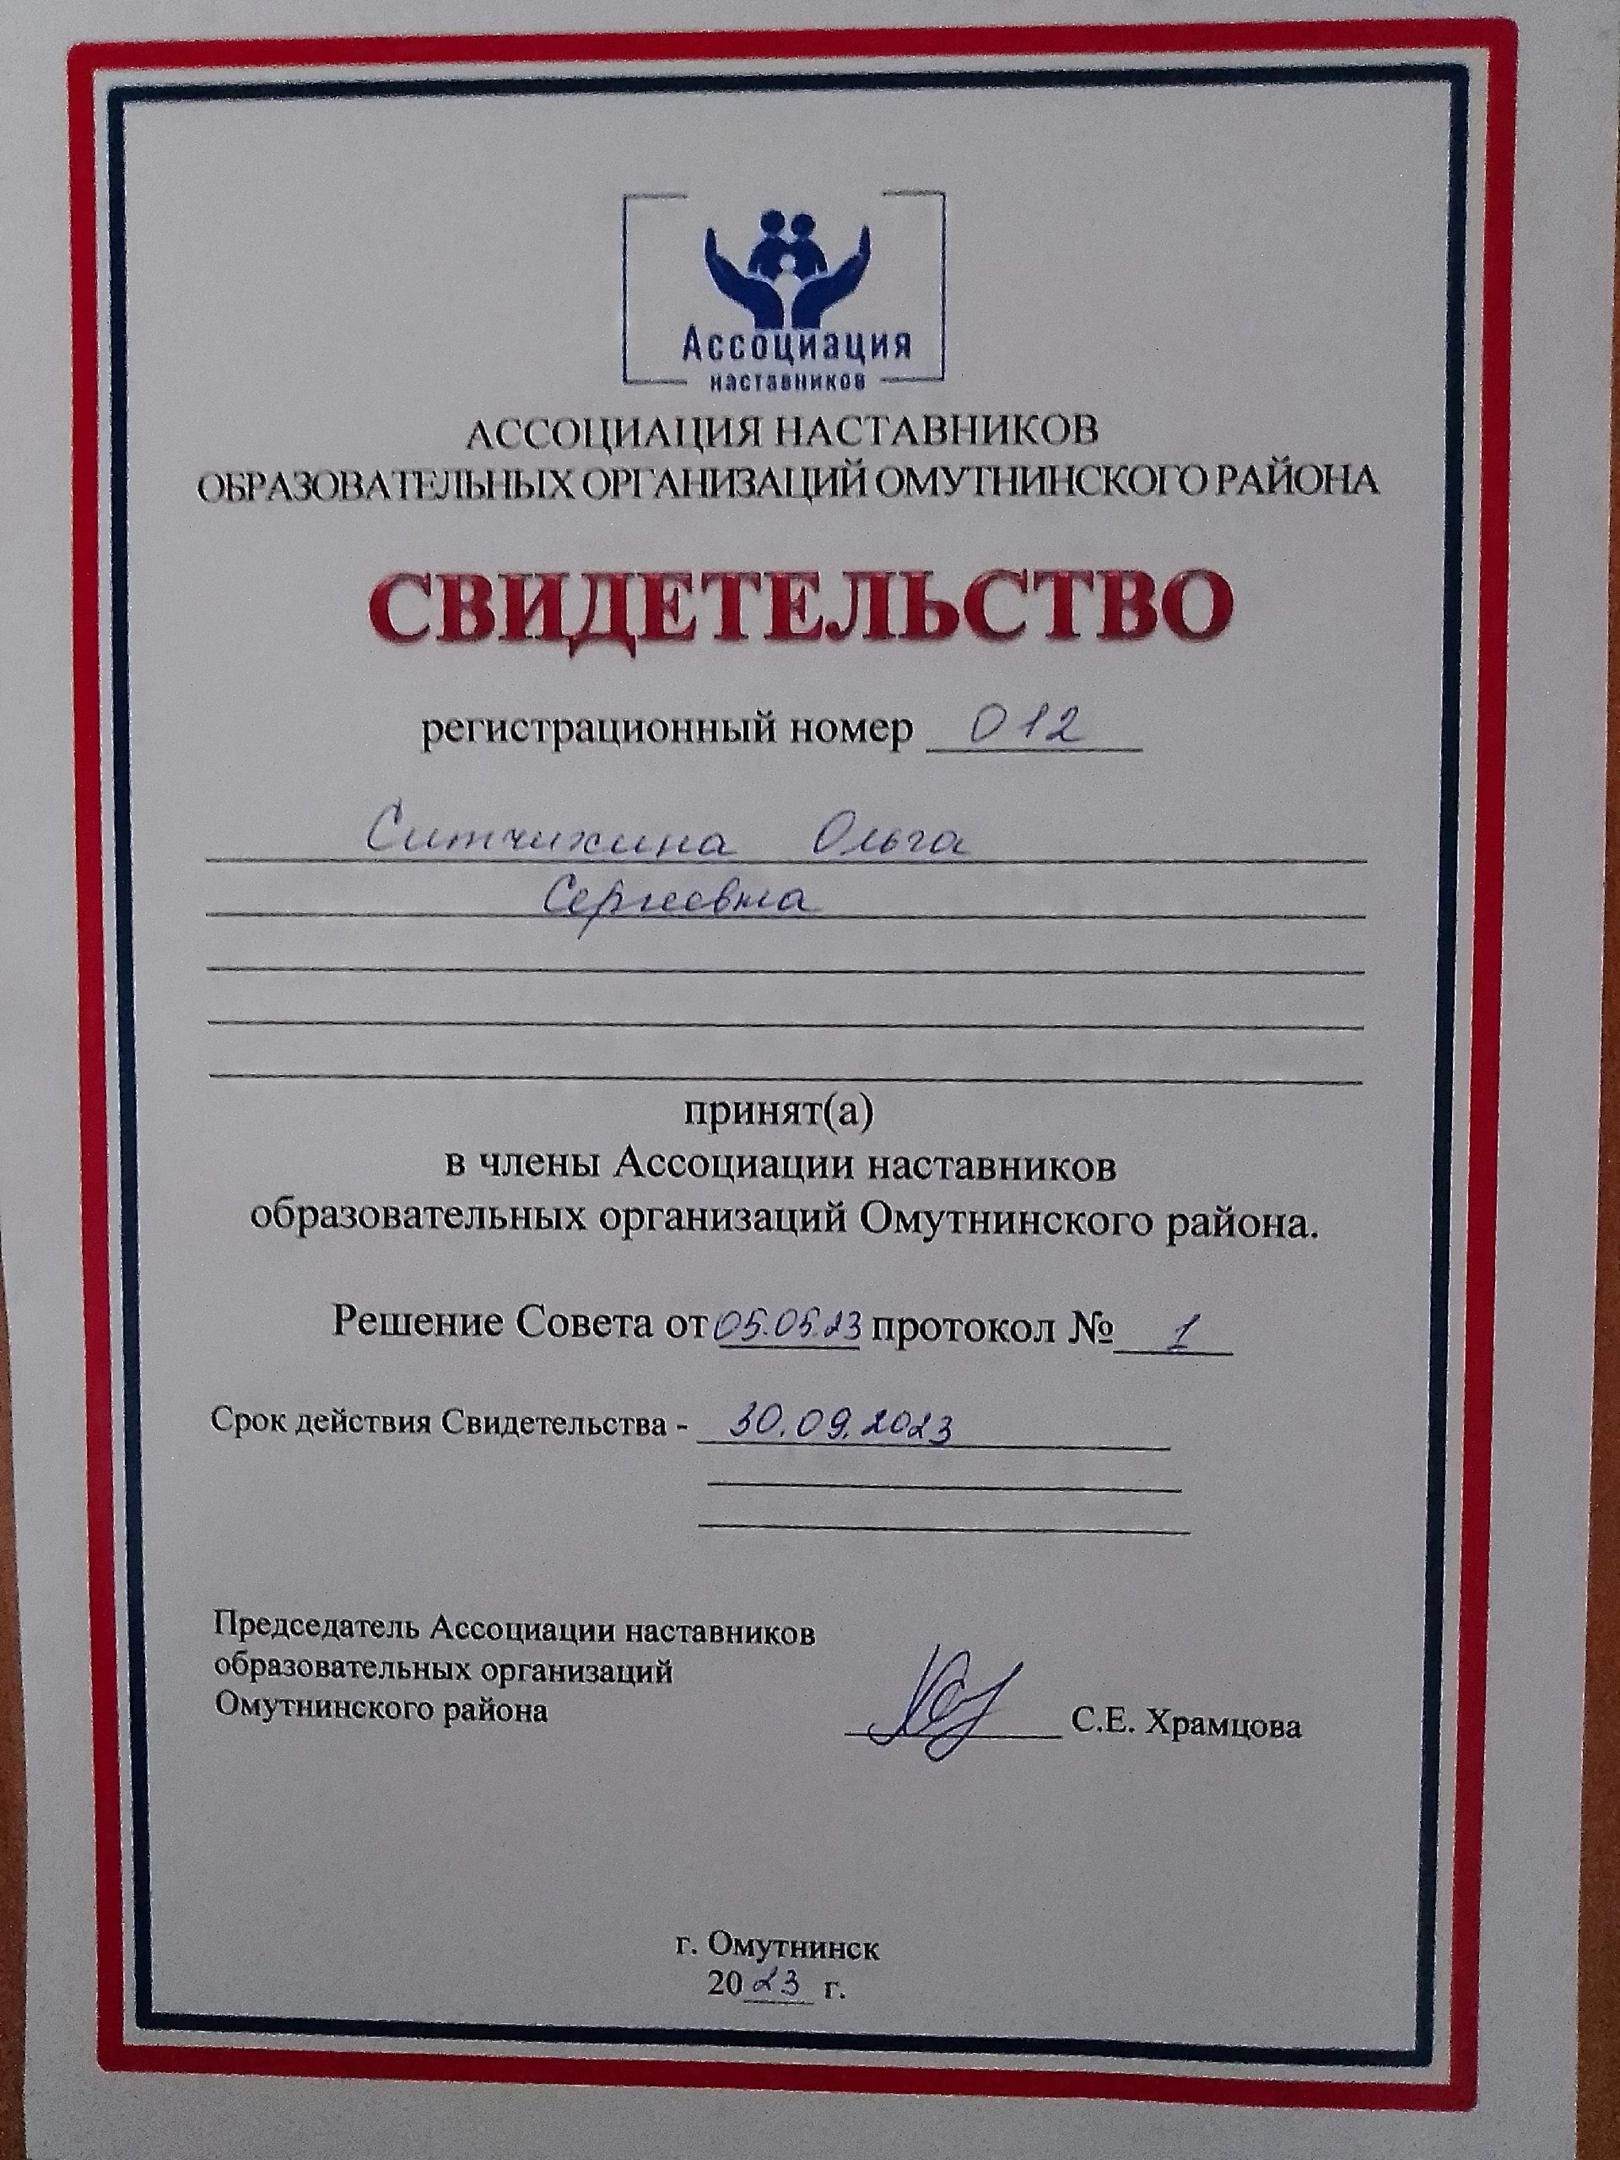 Ассоциация
наставников
АССОЦИАЦИЯ НАСТАВНИКОВ
ОБРАЗОВАТЕЛЬНЫХ ОРГАНИЗАЦИЙ ОМУТНИНСКОГО РАЙОНА
СВИДЕТЕЛЬСТВО
регистрационный номер 012
Ситчихина Ольга
Сергеевна
принят(а)
в члены Ассоциации наставников
образовательных организаций Омутнинского района.
Решение Совета от 05.05.23 протокол № 1
Срок действия Свидетельства - 30.09.2023
Председатель Ассоциации наставников
образовательных организаций
Омутнинского района
С.Е. Храмцова
г. Омутнинск
2023 г.